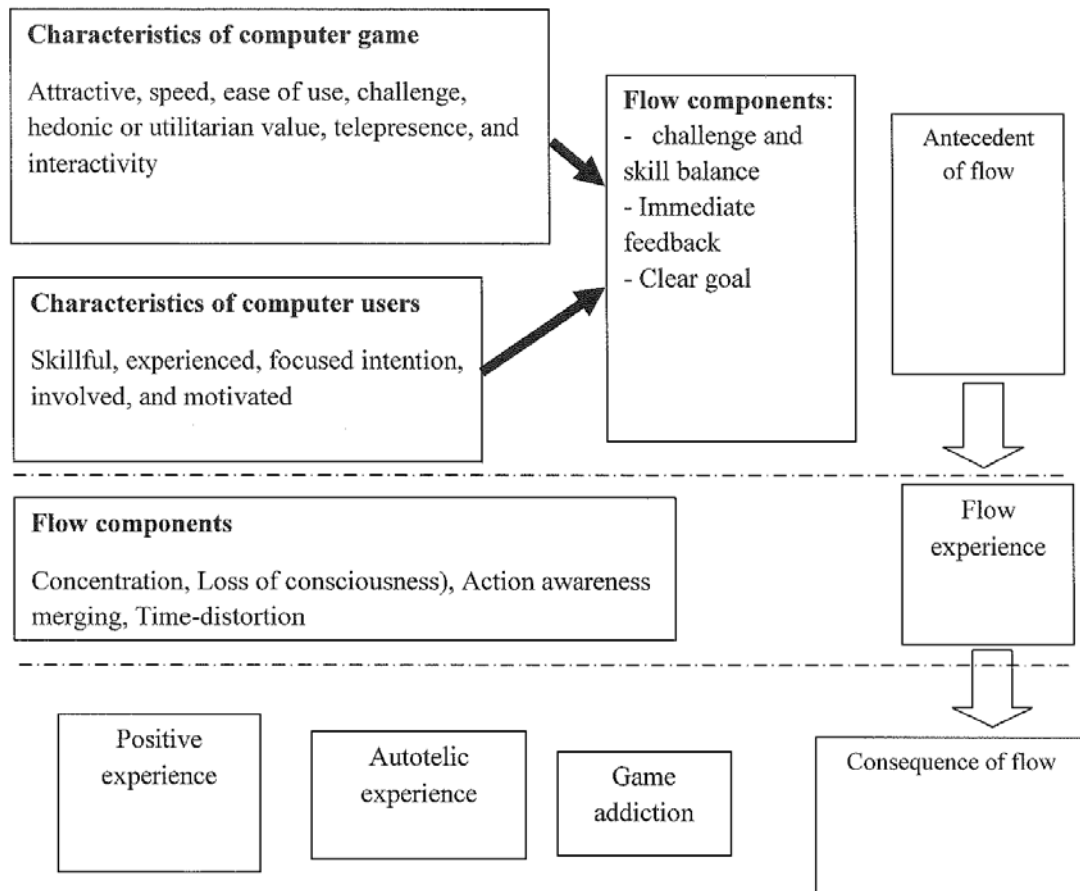 Characteristics of computer game
Attractive, speed, ease of use, challenge,
hedonic or utilitarian value, telepresence, and
interactivity
Characteristics of computer users
Skillful, experienced, focused intention,
involved, and motivated
Flow components:
- challenge and
skill balance
- Immediate
feedback
- Clear goal
Antecedent
of flow
Flow components
Concentration, Loss of consciousness), Action awareness
merging, Time-distortion
Flow
experience
Positive
experience
Autotelic
experience
Game
addiction
Consequence of flow